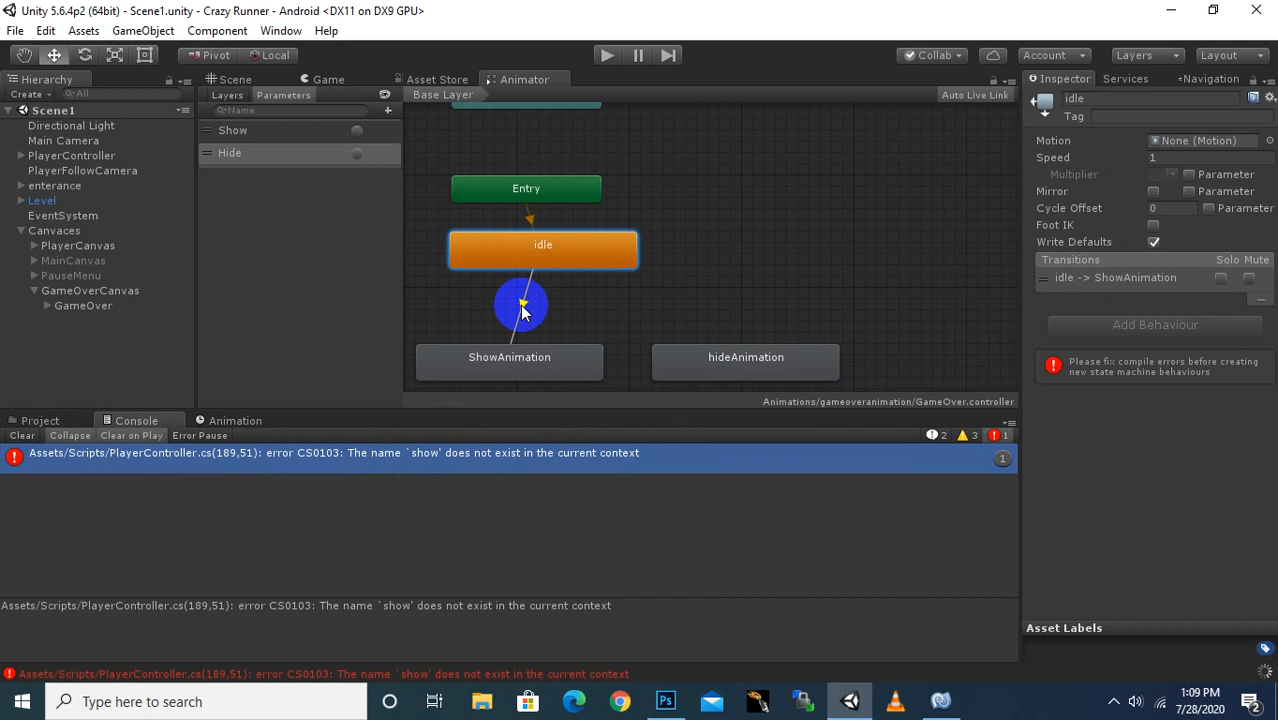 Unity 5.6.4p2 (64bit) - Scene1.unity - Crazy Runner - Android <DX11 on DX9 GPU>
File Edit Assets GameObject Component Window Help
Pivot Local Collab Account Layers Layout
Hierarchy Scene Game Asset Store Animator Inspector Services Navigation
Create All Layers Parameters Base Layer Auto Live Link idle
Name
Tag
Scene1
Directional Light
Main Camera
PlayerController
PlayerFollowCamera
enterance
Level
EventSystem
Canvaces
PlayerCanvas
MainCanvas
PauseMenu
GameOverCanvas
GameOver
Show
Hide
Entry
idle
ShowAnimation hideAnimation
Animations/gameoveranimation/GameOver.controller
Motion None (Motion)
Speed 1
Multiplier Parameter
Mirror Parameter
Cycle Offset 0 Parameter
Foot IK
Write Defaults
Transitions Solo Mute
idle -> ShowAnimation
Add Behaviour
Please fix compile errors before creating
new state machine behaviours
Project Console Animation
Clear Collapse Clear on Play Error Pause 2 3 1
Assets/Scripts/PlayerController.cs(189,51): error CS0103: The name `show' does not exist in the current context 1
Assets/Scripts/PlayerController.cs(189,51): error CS0103: The name `show' does not exist in the current context
Asset Labels
Assets/Scripts/PlayerController.cs(189,51): error CS0103: The name `show' does not exist in the current context
Type here to search
Ps
1:09 PM
7/28/2020
2